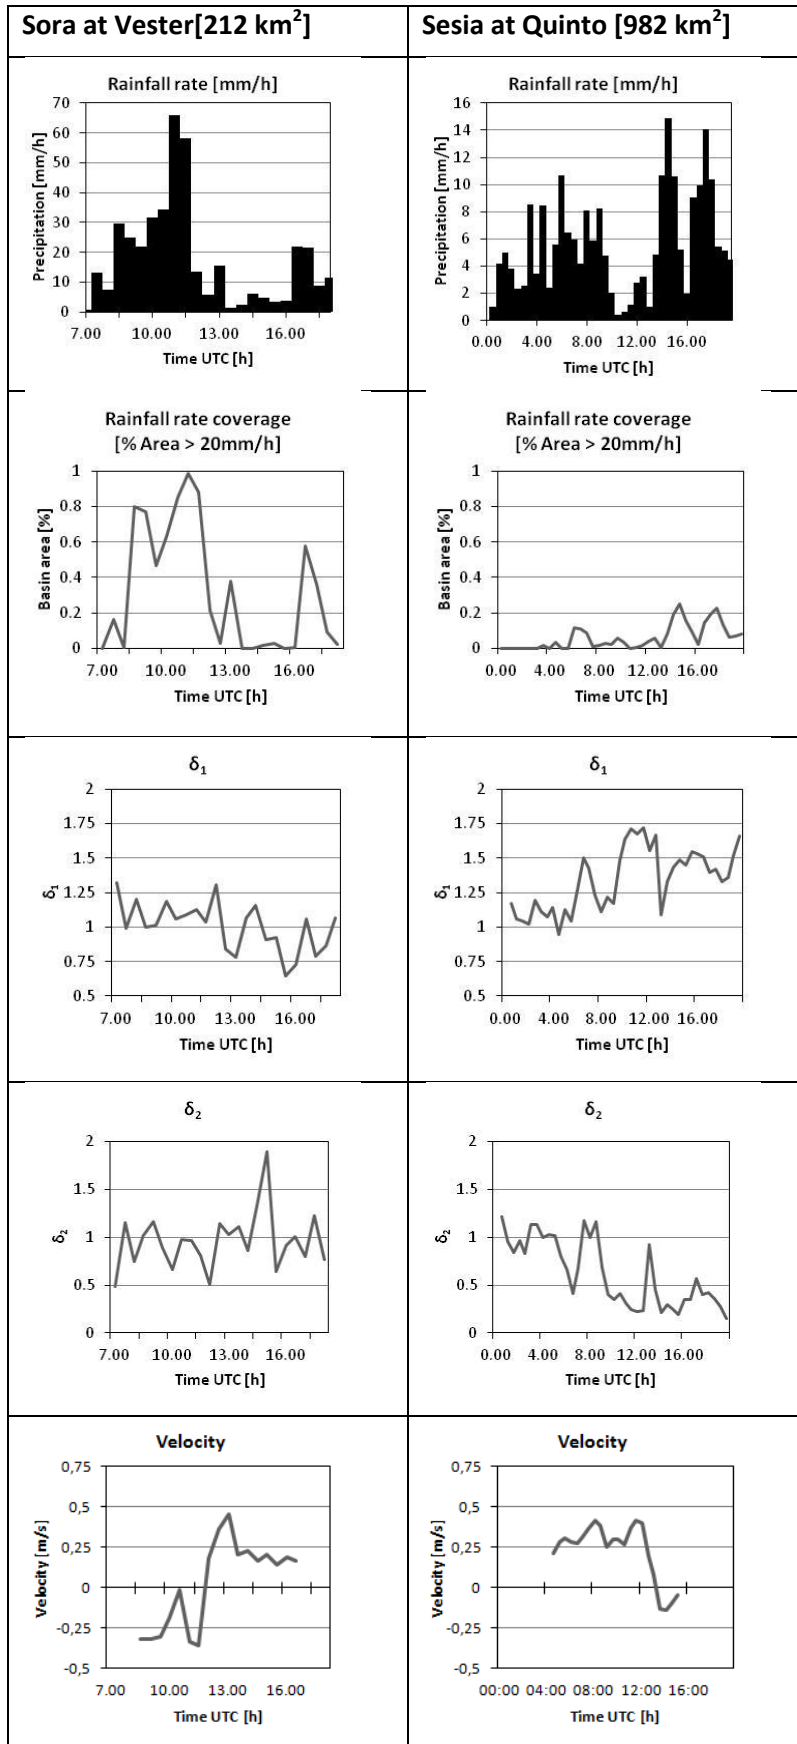 Sora at Vester[212 km²]
Sesia at Quinto [982 km²]
Rainfall rate [mm/h]
Precipitation [mm/h]
70
60
50
40
30
20
10
0
7.00 10.00 13.00 16.00
Time UTC [h]
Rainfall rate [mm/h]
Precipitation [mm/h]
16
14
12
10
8
6
4
2
0
0.00 4.00 8.00 12.00 16.00
Time UTC [h]
Rainfall rate coverage
[% Area > 20mm/h]
Basin area [%]
1
0.8
0.6
0.4
0.2
0
7.00 10.00 13.00 16.00
Time UTC [h]
Rainfall rate coverage
[% Area > 20mm/h]
Basin area [%]
1
0.8
0.6
0.4
0.2
0
0.00 4.00 8.00 12.00 16.00
Time UTC [h]
δ₁
δ₁
2
1.75
1.5
1.25
1
0.75
0.5
7.00 10.00 13.00 16.00
Time UTC [h]
δ₁
δ₁
2
1.75
1.5
1.25
1
0.75
0.5
0.00 4.00 8.00 12.00 16.00
Time UTC [h]
δ₂
δ₂
2
1.5
1
0.5
0
7.00 10.00 13.00 16.00
Time UTC [h]
δ₂
δ₂
2
1.5
1
0.5
0
0.00 4.00 8.00 12.00 16.00
Time UTC [h]
Velocity
Velocity [m/s]
0,75
0,5
0,25
0
-0,25
-0,5
7.00 10.00 13.00 16.00
Time UTC [h]
Velocity
Velocity [m/s]
0,75
0,5
0,25
0
-0,25
-0,5
00:00 04:00 08:00 12:00 16:00
Time UTC [h]